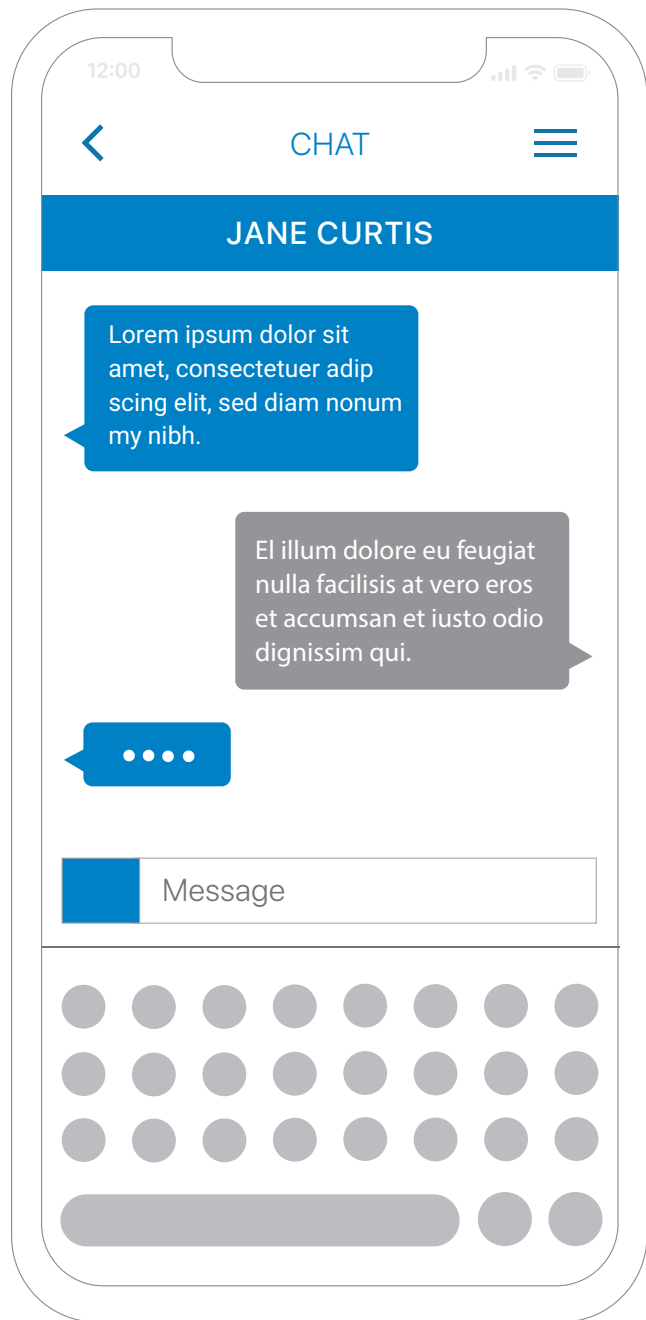 12:00
CHAT
JANE CURTIS
Lorem ipsum dolor sit
amet, consectetuer adip
scing elit, sed diam nonum
my nibh.
El illum dolore eu feugiat
nulla facilisis at vero eros
et accumsan et iusto odio
dignissim qui.
Message